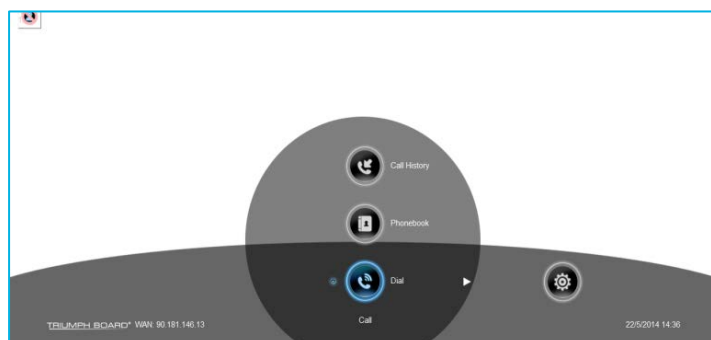 Call History
Phonebook
Dial
Call
TRIUMPH BOARD® WAN: 90.181.146.13
22/5/2014 14:36